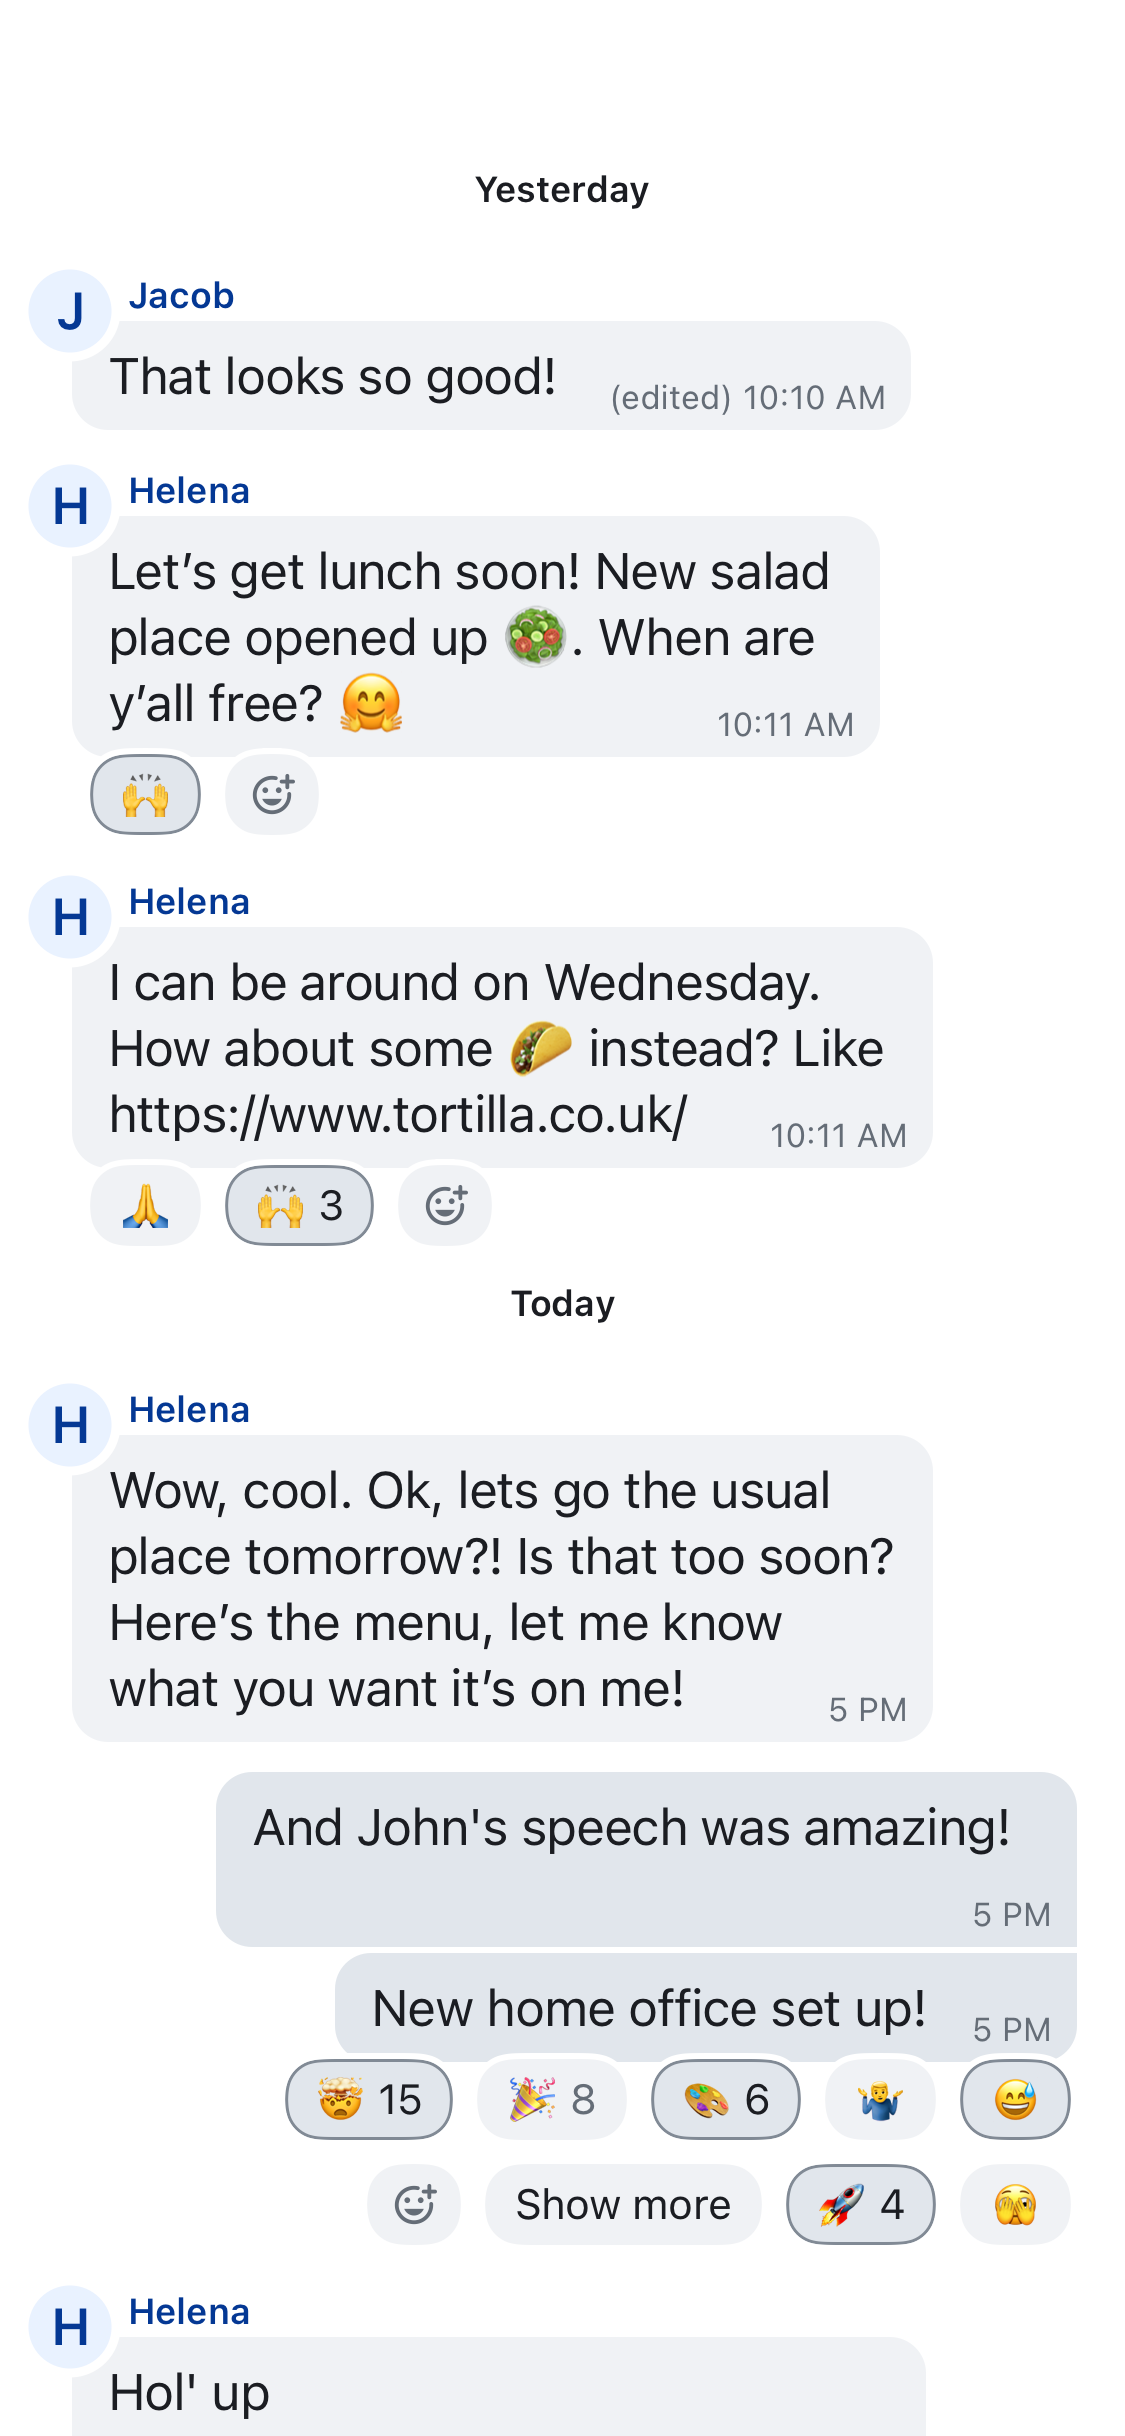 Yesterday
J
Jacob
That looks so good!
(edited) 10:10 AM
H
Helena
Let’s get lunch soon! New salad
place opened up 🥗. When are
y’all free? 🤗
10:11 AM
🙌
H
Helena
I can be around on Wednesday.
How about some 🌮 instead? Like
https://www.tortilla.co.uk/
10:11 AM
🙏 🙌 3
Today
H
Helena
Wow, cool. Ok, lets go the usual
place tomorrow?! Is that too soon?
Here’s the menu, let me know
what you want it’s on me!
5 PM
And John's speech was amazing!
5 PM
New home office set up!
5 PM
🤯 15 🎉 8 🎨 6 🤷‍♂️ 😅
Show more 🚀 4 🫣
H
Helena
Hol' up